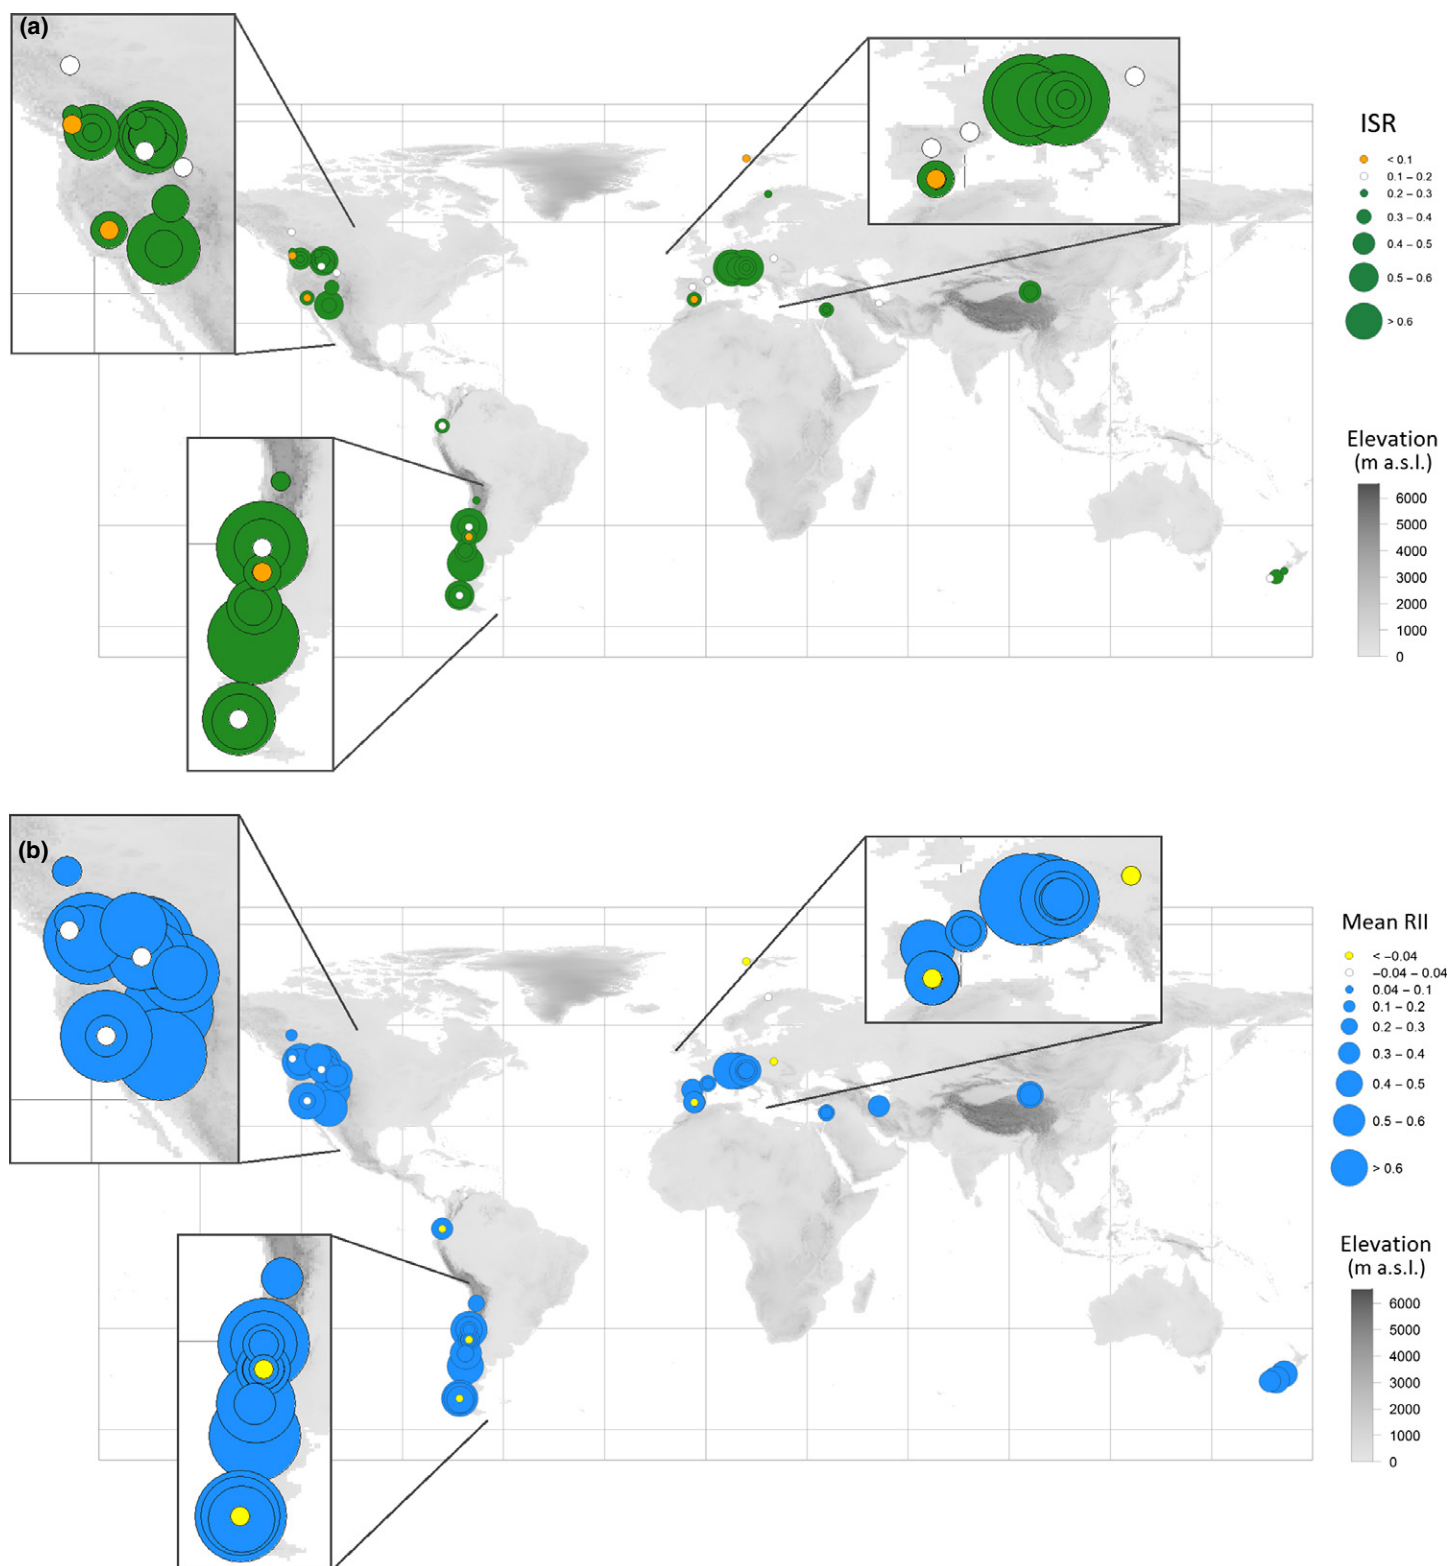 (a)
ISR
< 0.1
0.1 – 0.2
0.2 – 0.3
0.3 – 0.4
0.4 – 0.5
0.5 – 0.6
> 0.6
Elevation
(m a.s.l.)
6000
5000
4000
3000
2000
1000
0
(b)
Mean RII
< −0.04
−0.04 – 0.04
0.04 – 0.1
0.1 – 0.2
0.2 – 0.3
0.3 – 0.4
0.4 – 0.5
0.5 – 0.6
> 0.6
Elevation
(m a.s.l.)
6000
5000
4000
3000
2000
1000
0